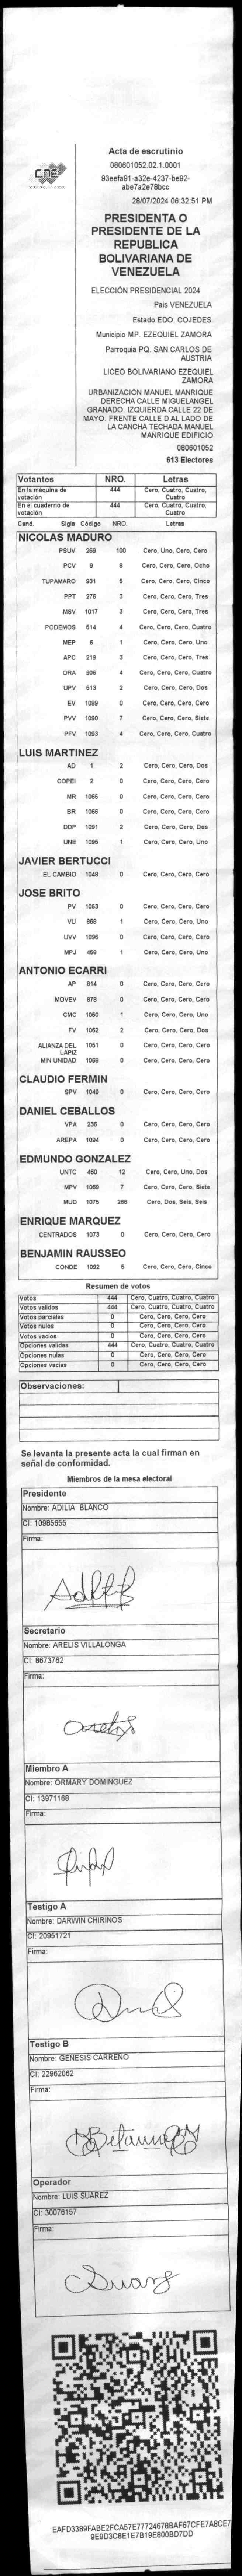 CNE
Acta de escrutinio
080601052.02.1.0001
93eefa91-a32e-4237-be92-
abe7a2e78bcc
28/07/2024 06:32:51 PM
PRESIDENTA O
PRESIDENTE DE LA
REPUBLICA
BOLIVARIANA DE
VENEZUELA
ELECCIÓN PRESIDENCIAL 2024
Pais VENEZUELA
Estado EDO. COJEDES
Municipio MP. EZEQUIEL ZAMORA
Parroquia PQ. SAN CARLOS DE
AUSTRIA
LICEO BOLIVARIANO EZEQUIEL
ZAMORA
URBANIZACIÓN MANUEL MANRIQUE
DERECHA CALLE MIGUELANGEL
GRANADO. IZQUIERDA CALLE 22 DE
MAYO. FRENTE CALLE D AL LADO DE
LA CANCHA TECHADA MANUEL
MANRIQUE EDIFICIO
080601052
613 Electores
Votantes NRO. Letras
En la máquina de votación 444 Cero, Cuatro, Cuatro, Cuatro
En el cuaderno de votación 444 Cero, Cuatro, Cuatro, Cuatro
Cand. Sigla Código NRO. Letras
NICOLAS MADURO
PSUV 269 100 Cero, Uno, Cero, Cero
PCV 9 8 Cero, Cero, Cero, Ocho
TUPAMARO 931 5 Cero, Cero, Cero, Cinco
PPT 276 3 Cero, Cero, Cero, Tres
MSV 1017 3 Cero, Cero, Cero, Tres
PODEMOS 514 4 Cero, Cero, Cero, Cuatro
MEP 6 1 Cero, Cero, Cero, Uno
APC 219 3 Cero, Cero, Cero, Tres
ORA 906 4 Cero, Cero, Cero, Cuatro
UPV 513 2 Cero, Cero, Cero, Dos
EV 1089 0 Cero, Cero, Cero, Cero
PVV 1090 7 Cero, Cero, Cero, Siete
PFV 1093 4 Cero, Cero, Cero, Cuatro
LUIS MARTINEZ
AD 1 2 Cero, Cero, Cero, Dos
COPEI 2 0 Cero, Cero, Cero, Cero
MR 1065 0 Cero, Cero, Cero, Cero
BR 1066 0 Cero, Cero, Cero, Cero
DDP 1091 2 Cero, Cero, Cero, Dos
UNE 1095 1 Cero, Cero, Cero, Uno
JAVIER BERTUCCI
EL CAMBIO 1048 0 Cero, Cero, Cero, Cero
JOSE BRITO
PV 1053 0 Cero, Cero, Cero, Cero
VU 868 1 Cero, Cero, Cero, Uno
UVV 1096 0 Cero, Cero, Cero, Cero
MPJ 459 1 Cero, Cero, Cero, Uno
ANTONIO ECARRI
AP 814 0 Cero, Cero, Cero, Cero
MOVEV 878 0 Cero, Cero, Cero, Cero
CMC 1050 1 Cero, Cero, Cero, Uno
FV 1082 2 Cero, Cero, Cero, Dos
ALIANZA DEL LAPIZ 1051 0 Cero, Cero, Cero, Cero
MIN UNIDAD 1088 0 Cero, Cero, Cero, Cero
CLAUDIO FERMIN
SPV 1049 0 Cero, Cero, Cero, Cero
DANIEL CEBALLOS
VPA 236 0 Cero, Cero, Cero, Cero
AREPA 1094 0 Cero, Cero, Cero, Cero
EDMUNDO GONZALEZ
UNTC 460 12 Cero, Cero, Uno, Dos
MPV 1069 7 Cero, Cero, Cero, Siete
MUD 1075 266 Cero, Dos, Seis, Seis
ENRIQUE MARQUEZ
CENTRADOS 1073 0 Cero, Cero, Cero, Cero
BENJAMIN RAUSSEO
CONDE 1092 5 Cero, Cero, Cero, Cinco
Resumen de votos
Votos 444 Cero, Cuatro, Cuatro, Cuatro
Votos validos 444 Cero, Cuatro, Cuatro, Cuatro
Votos parciales 0 Cero, Cero, Cero, Cero
Votos nulos 0 Cero, Cero, Cero, Cero
Votos vacios 0 Cero, Cero, Cero, Cero
Opciones validas 444 Cero, Cuatro, Cuatro, Cuatro
Opciones nulas 0 Cero, Cero, Cero, Cero
Opciones vacias 0 Cero, Cero, Cero, Cero
Observaciones:
Se levanta la presente acta la cual firman en
señal de conformidad.
Miembros de la mesa electoral
Presidente
Nombre: ADILIA BLANCO
CI: 10985655
Firma:
Secretario
Nombre: ARELIS VILLALONGA
CI: 8673762
Firma:
Miembro A
Nombre: ORMARY DOMINGUEZ
CI: 13971168
Firma:
Testigo A
Nombre: DARWIN CHIRINOS
CI: 20951721
Firma:
Testigo B
Nombre: GENESIS CARREÑO
CI: 22962062
Firma:
Operador
Nombre: LUIS SUAREZ
CI: 30076157
Firma:
Suarez
EAFD3389FABE2FCA57E77724678BAF67CFE7A8CE7
9E9D3C8E1E7B19E800BD7DD